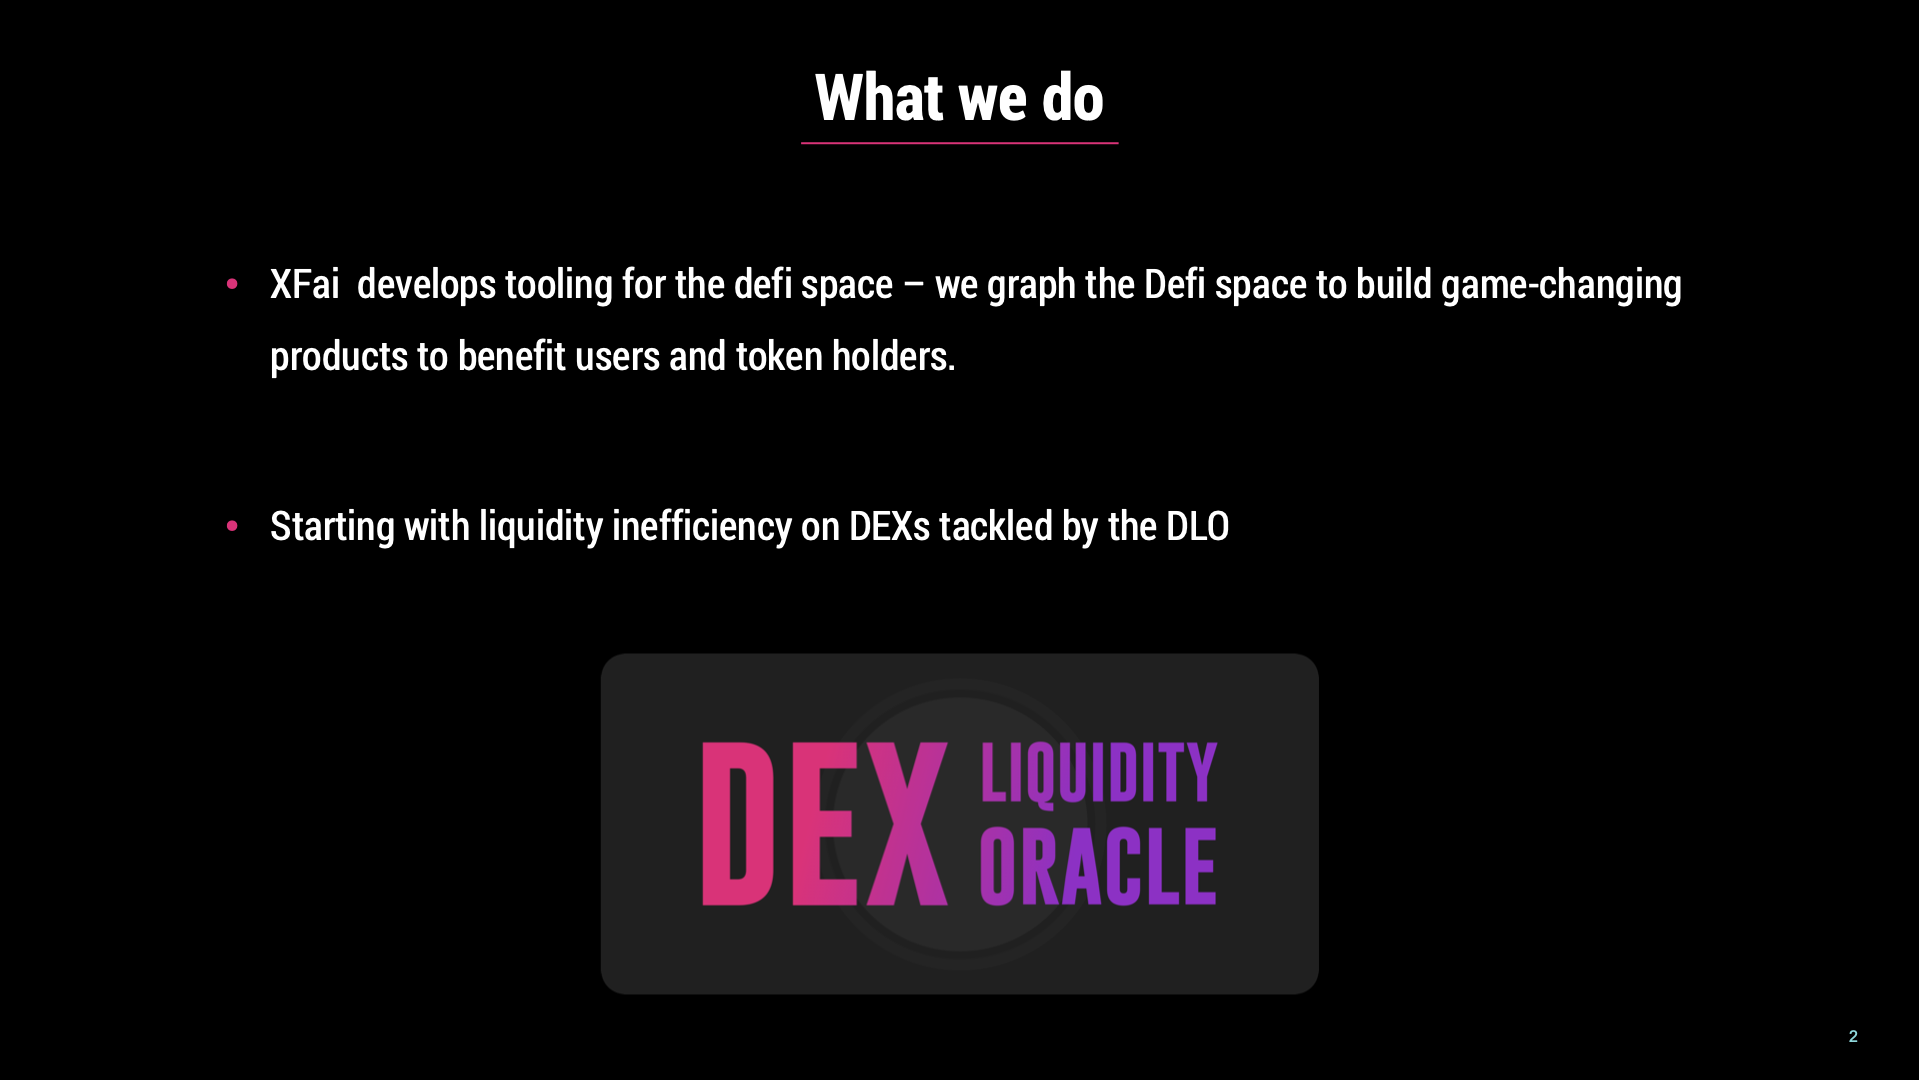 What we do
• XFai  develops tooling for the defi space – we graph the Defi space to build game-changing
products to benefit users and token holders.
• Starting with liquidity inefficiency on DEXs tackled by the DLO
DEX LIQUIDITY
ORACLE
2